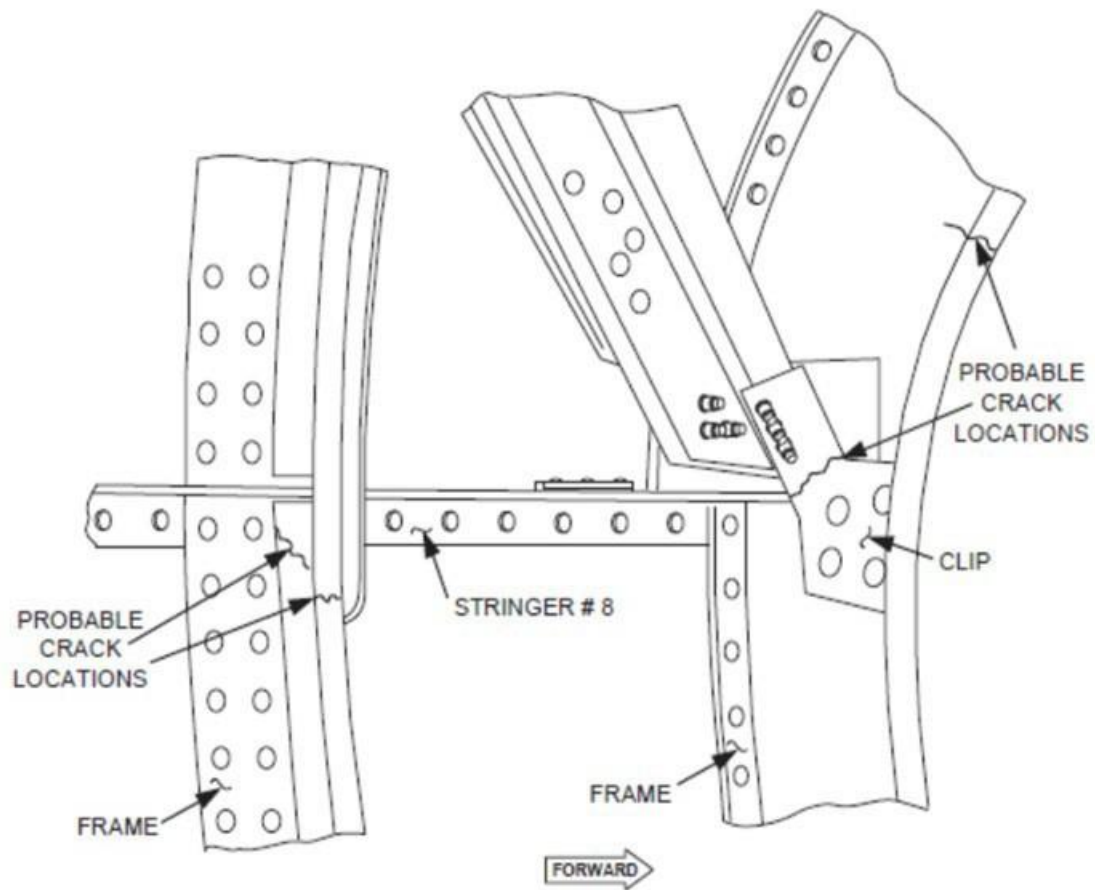 PROBABLE
CRACK
LOCATIONS
CLIP
STRINGER # 8
PROBABLE
CRACK
LOCATIONS
FRAME
FRAME
FORWARD